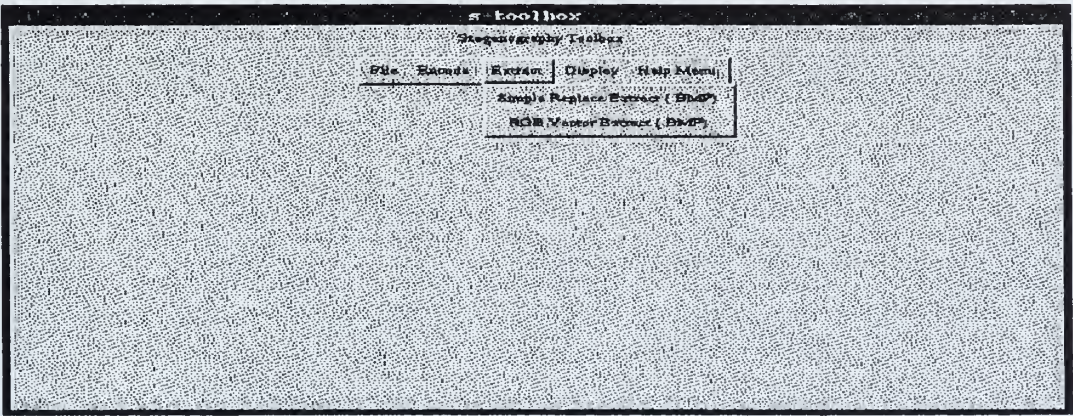 s-toolbox
Steganography Toolbox
File Encode Extract Display Help Menu
Simple Replace Extract (.BMP)
RGB Vector Extract (.BMP)